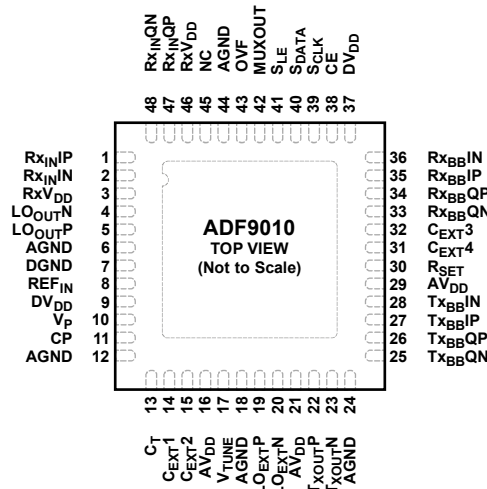 48 RxINQN
47 RxINQP
46 RxVDD
45 NC
44 AGND
43 OVF
42 MUXOUT
41 SLE
40 SDATA
39 SCLK
38 CE
37 DVDD
RxINIP 1
RxININ 2
RxVDD 3
LOOUTN 4
LOOUTP 5
AGND 6
DGND 7
REFIN 8
DVDD 9
VP 10
CP 11
AGND 12
ADF9010
TOP VIEW
(Not to Scale)
36 RxBBIN
35 RxBBIP
34 RxBBQP
33 RxBBQN
32 CEXT3
31 CEXT4
30 RSET
29 AVDD
28 TxBBIN
27 TxBBIP
26 TxBBQP
25 TxBBQN
CT 13
CEXT1 14
CEXT2 15
AVDD 16
VTUNE 17
AGND 18
LOEXTP 19
LOEXTN 20
AVDD 21
TXOUTP 22
TXOUTN 23
AGND 24